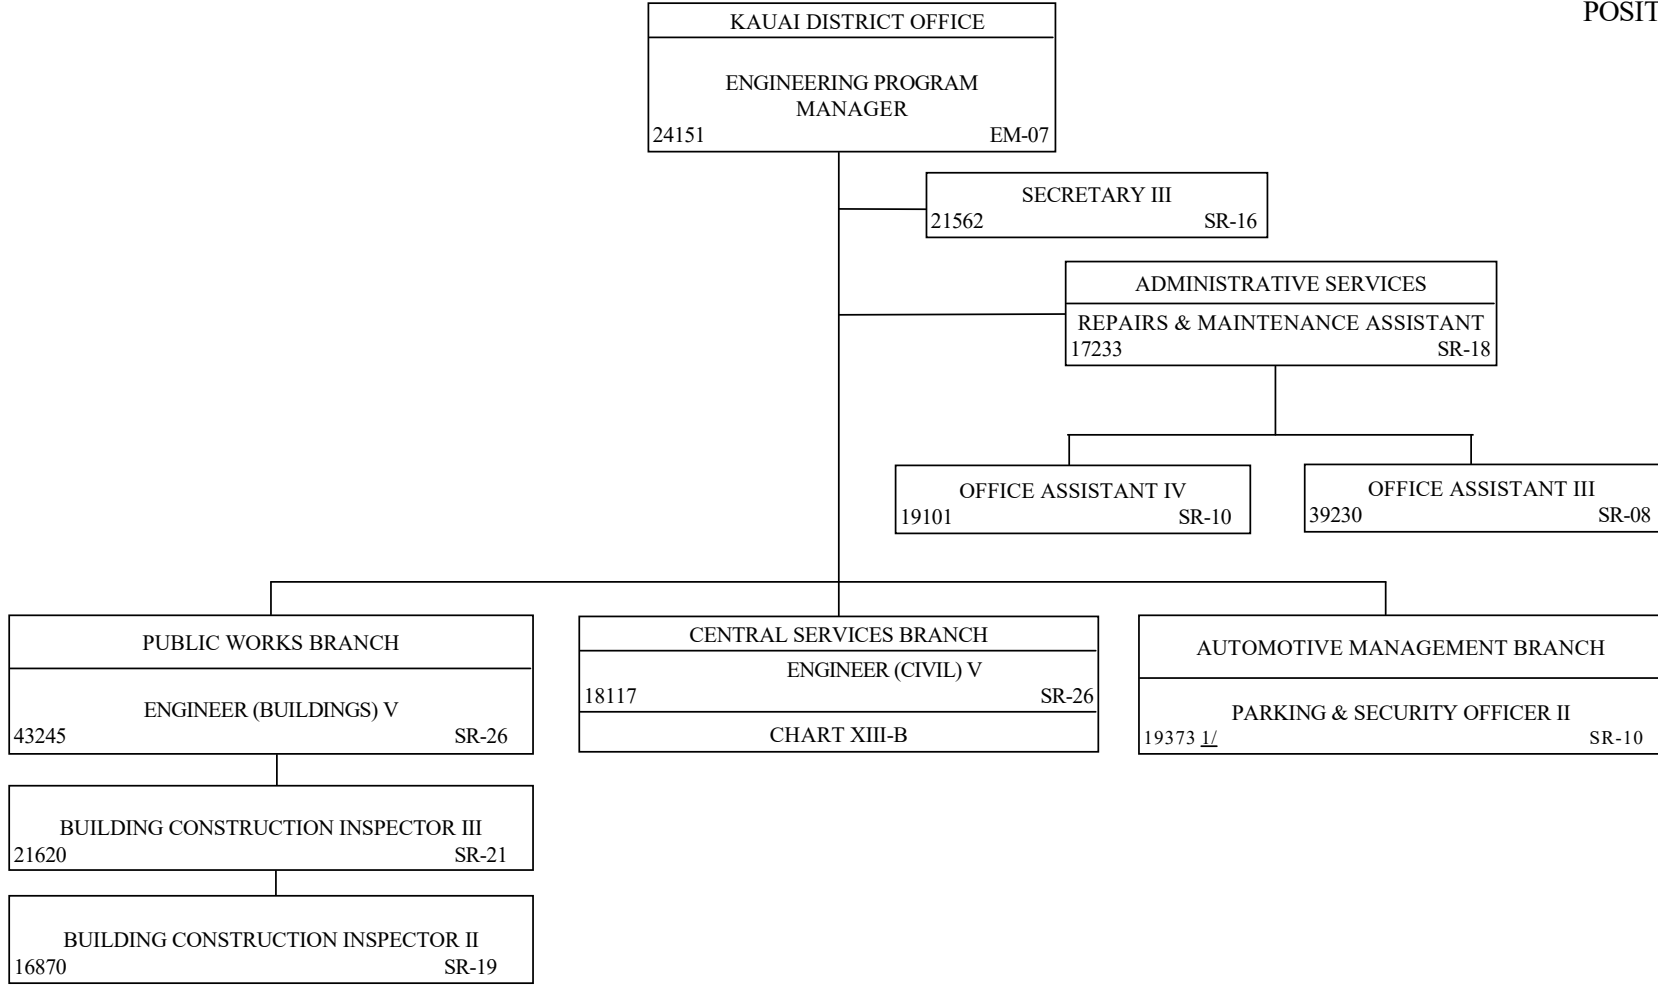 POSIT
KAUAI DISTRICT OFFICE
ENGINEERING PROGRAM
MANAGER
24151 EM-07
SECRETARY III
21562 SR-16
ADMINISTRATIVE SERVICES
REPAIRS & MAINTENANCE ASSISTANT
17233 SR-18
OFFICE ASSISTANT IV
19101 SR-10
OFFICE ASSISTANT III
39230 SR-08
PUBLIC WORKS BRANCH
ENGINEER (BUILDINGS) V
43245 SR-26
CENTRAL SERVICES BRANCH
ENGINEER (CIVIL) V
18117 SR-26
CHART XIII-B
AUTOMOTIVE MANAGEMENT BRANCH
PARKING & SECURITY OFFICER II
19373 1/ SR-10
BUILDING CONSTRUCTION INSPECTOR III
21620 SR-21
BUILDING CONSTRUCTION INSPECTOR II
16870 SR-19